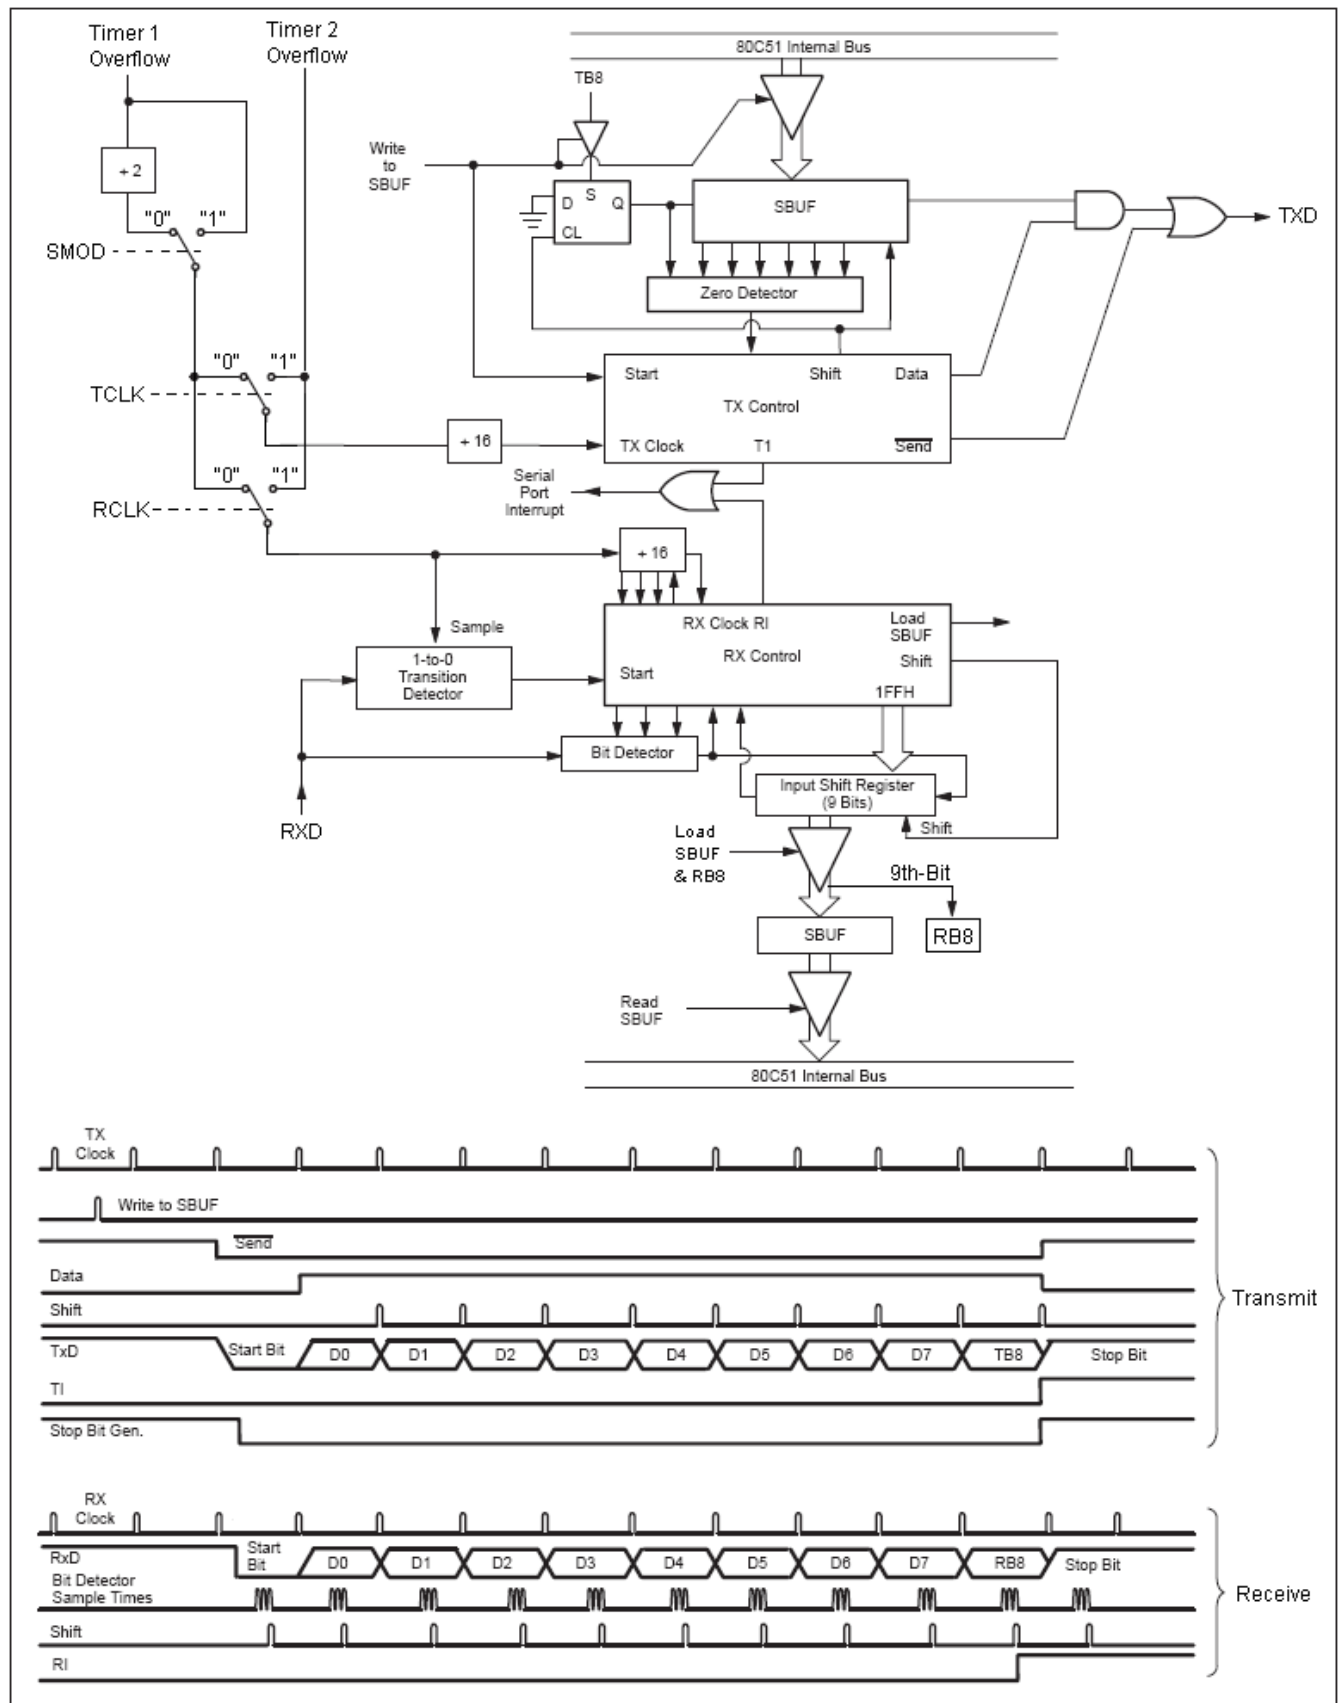 Timer 1
Overflow
Timer 2
Overflow
80C51 Internal Bus
TB8
Write
to
SBUF
÷ 2
"0"
"1"
SMOD
D
S
Q
CL
SBUF
TXD
Zero Detector
"0"
"1"
TCLK
Start
Shift
Data
TX Control
÷ 16
TX Clock
T1
Send
"0"
"1"
RCLK
Serial
Port
Interrupt
÷ 16
Sample
RX Clock RI
Load
SBUF
RX Control
Shift
Start
1FFH
1-to-0
Transition
Detector
Bit Detector
Input Shift Register
(9 Bits)
Shift
RXD
Load
SBUF
& RB8
9th-Bit
SBUF
RB8
Read
SBUF
80C51 Internal Bus
TX
Clock
Write to SBUF
Send
Data
Shift
TxD
Start Bit
D0
D1
D2
D3
D4
D5
D6
D7
TB8
Stop Bit
TI
Stop Bit Gen.
Transmit
RX
Clock
RxD
Start
Bit
D0
D1
D2
D3
D4
D5
D6
D7
RB8
Stop Bit
Bit Detector
Sample Times
Shift
RI
Receive